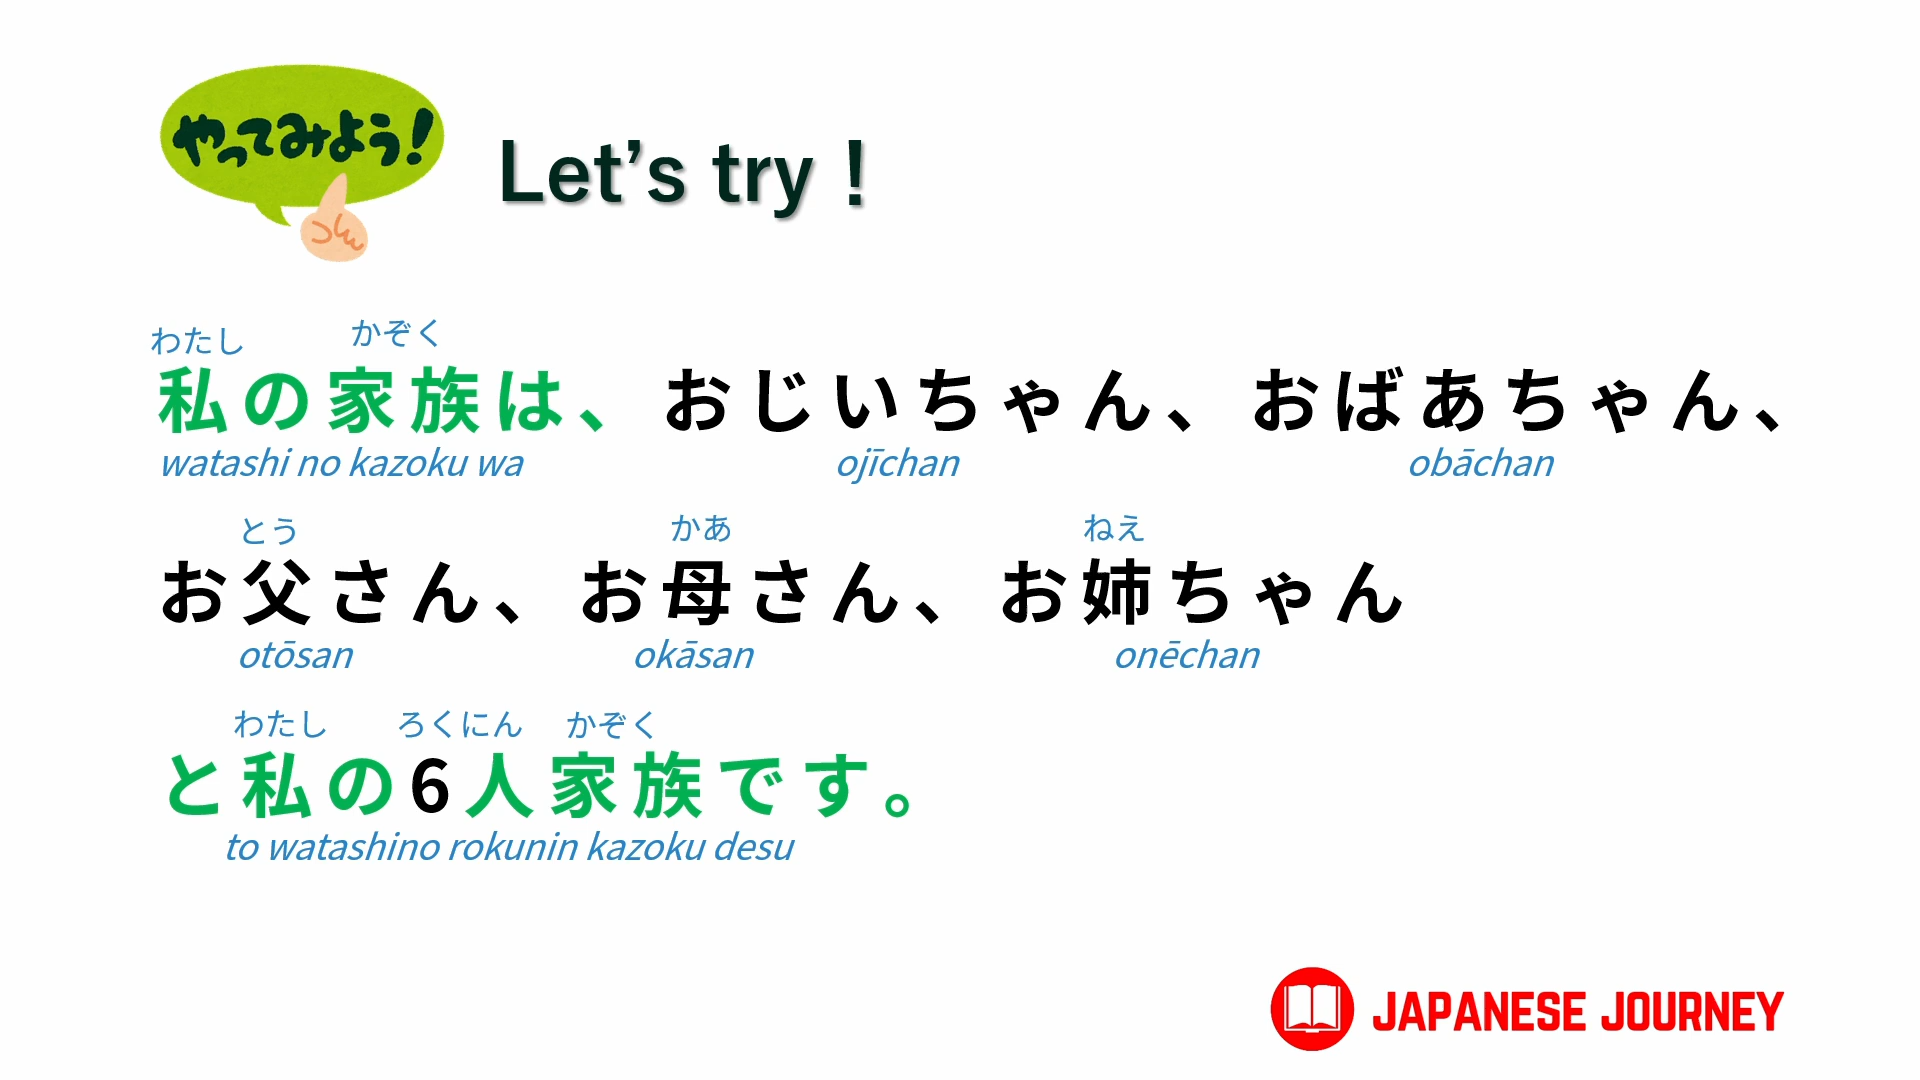 やってみよう!
Let's try！
わたし かぞく
私の家族は、おじいちゃん、おばあちゃん、
watashi no kazoku wa ojīchan obāchan
とう かあ ねえ
お父さん、お母さん、お姉ちゃん
otōsan okāsan onēchan
わたし ろくにん かぞく
と私の6人家族です。
to watashino rokunin kazoku desu
JAPANESE JOURNEY